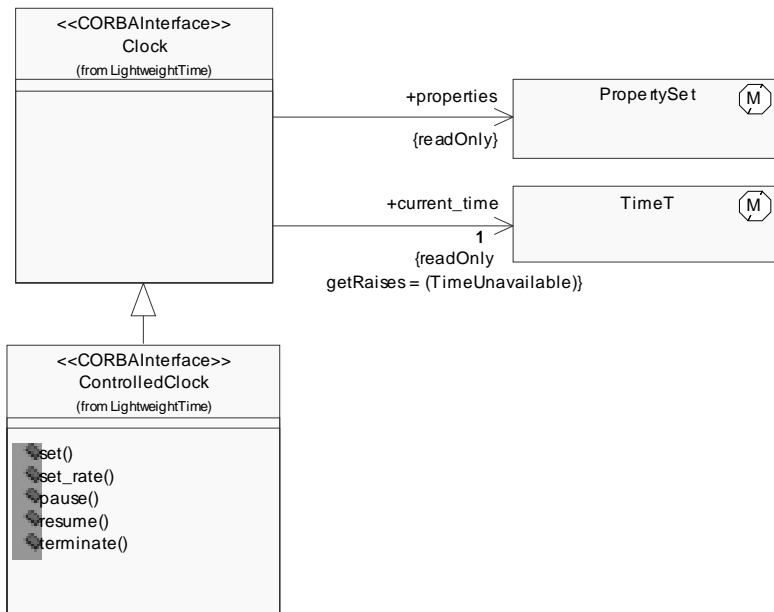 <<CORBAInterface>>
Clock
(from LightweightTime)
+properties
{readOnly}
PropertySet
M
+current_time
1
{readOnly
getRaises = (TimeUnavailable)}
TimeT
M
<<CORBAInterface>>
ControlledClock
(from LightweightTime)
set()
set_rate()
pause()
resume()
terminate()